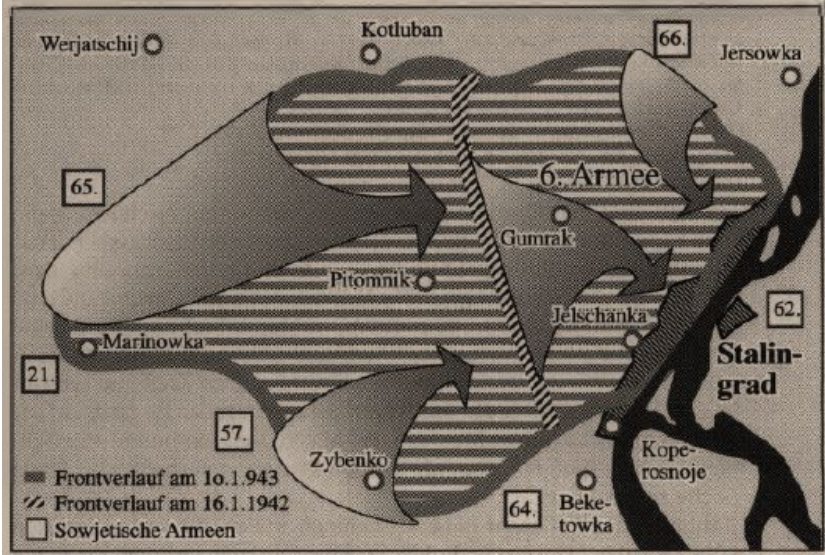 Werjatschij
Kotluban
66.
Jersowka
65.
6. Armee
Gumrak
Pitomnik
Jelschanka
62.
Marinowka
Stalin-
grad
21.
57.
Zybenko
Kope-
rosnoje
64.
Beke-
towka
Frontverlauf am 1o.1.943
Frontverlauf am 16.1.1942
Sowjetische Armeen